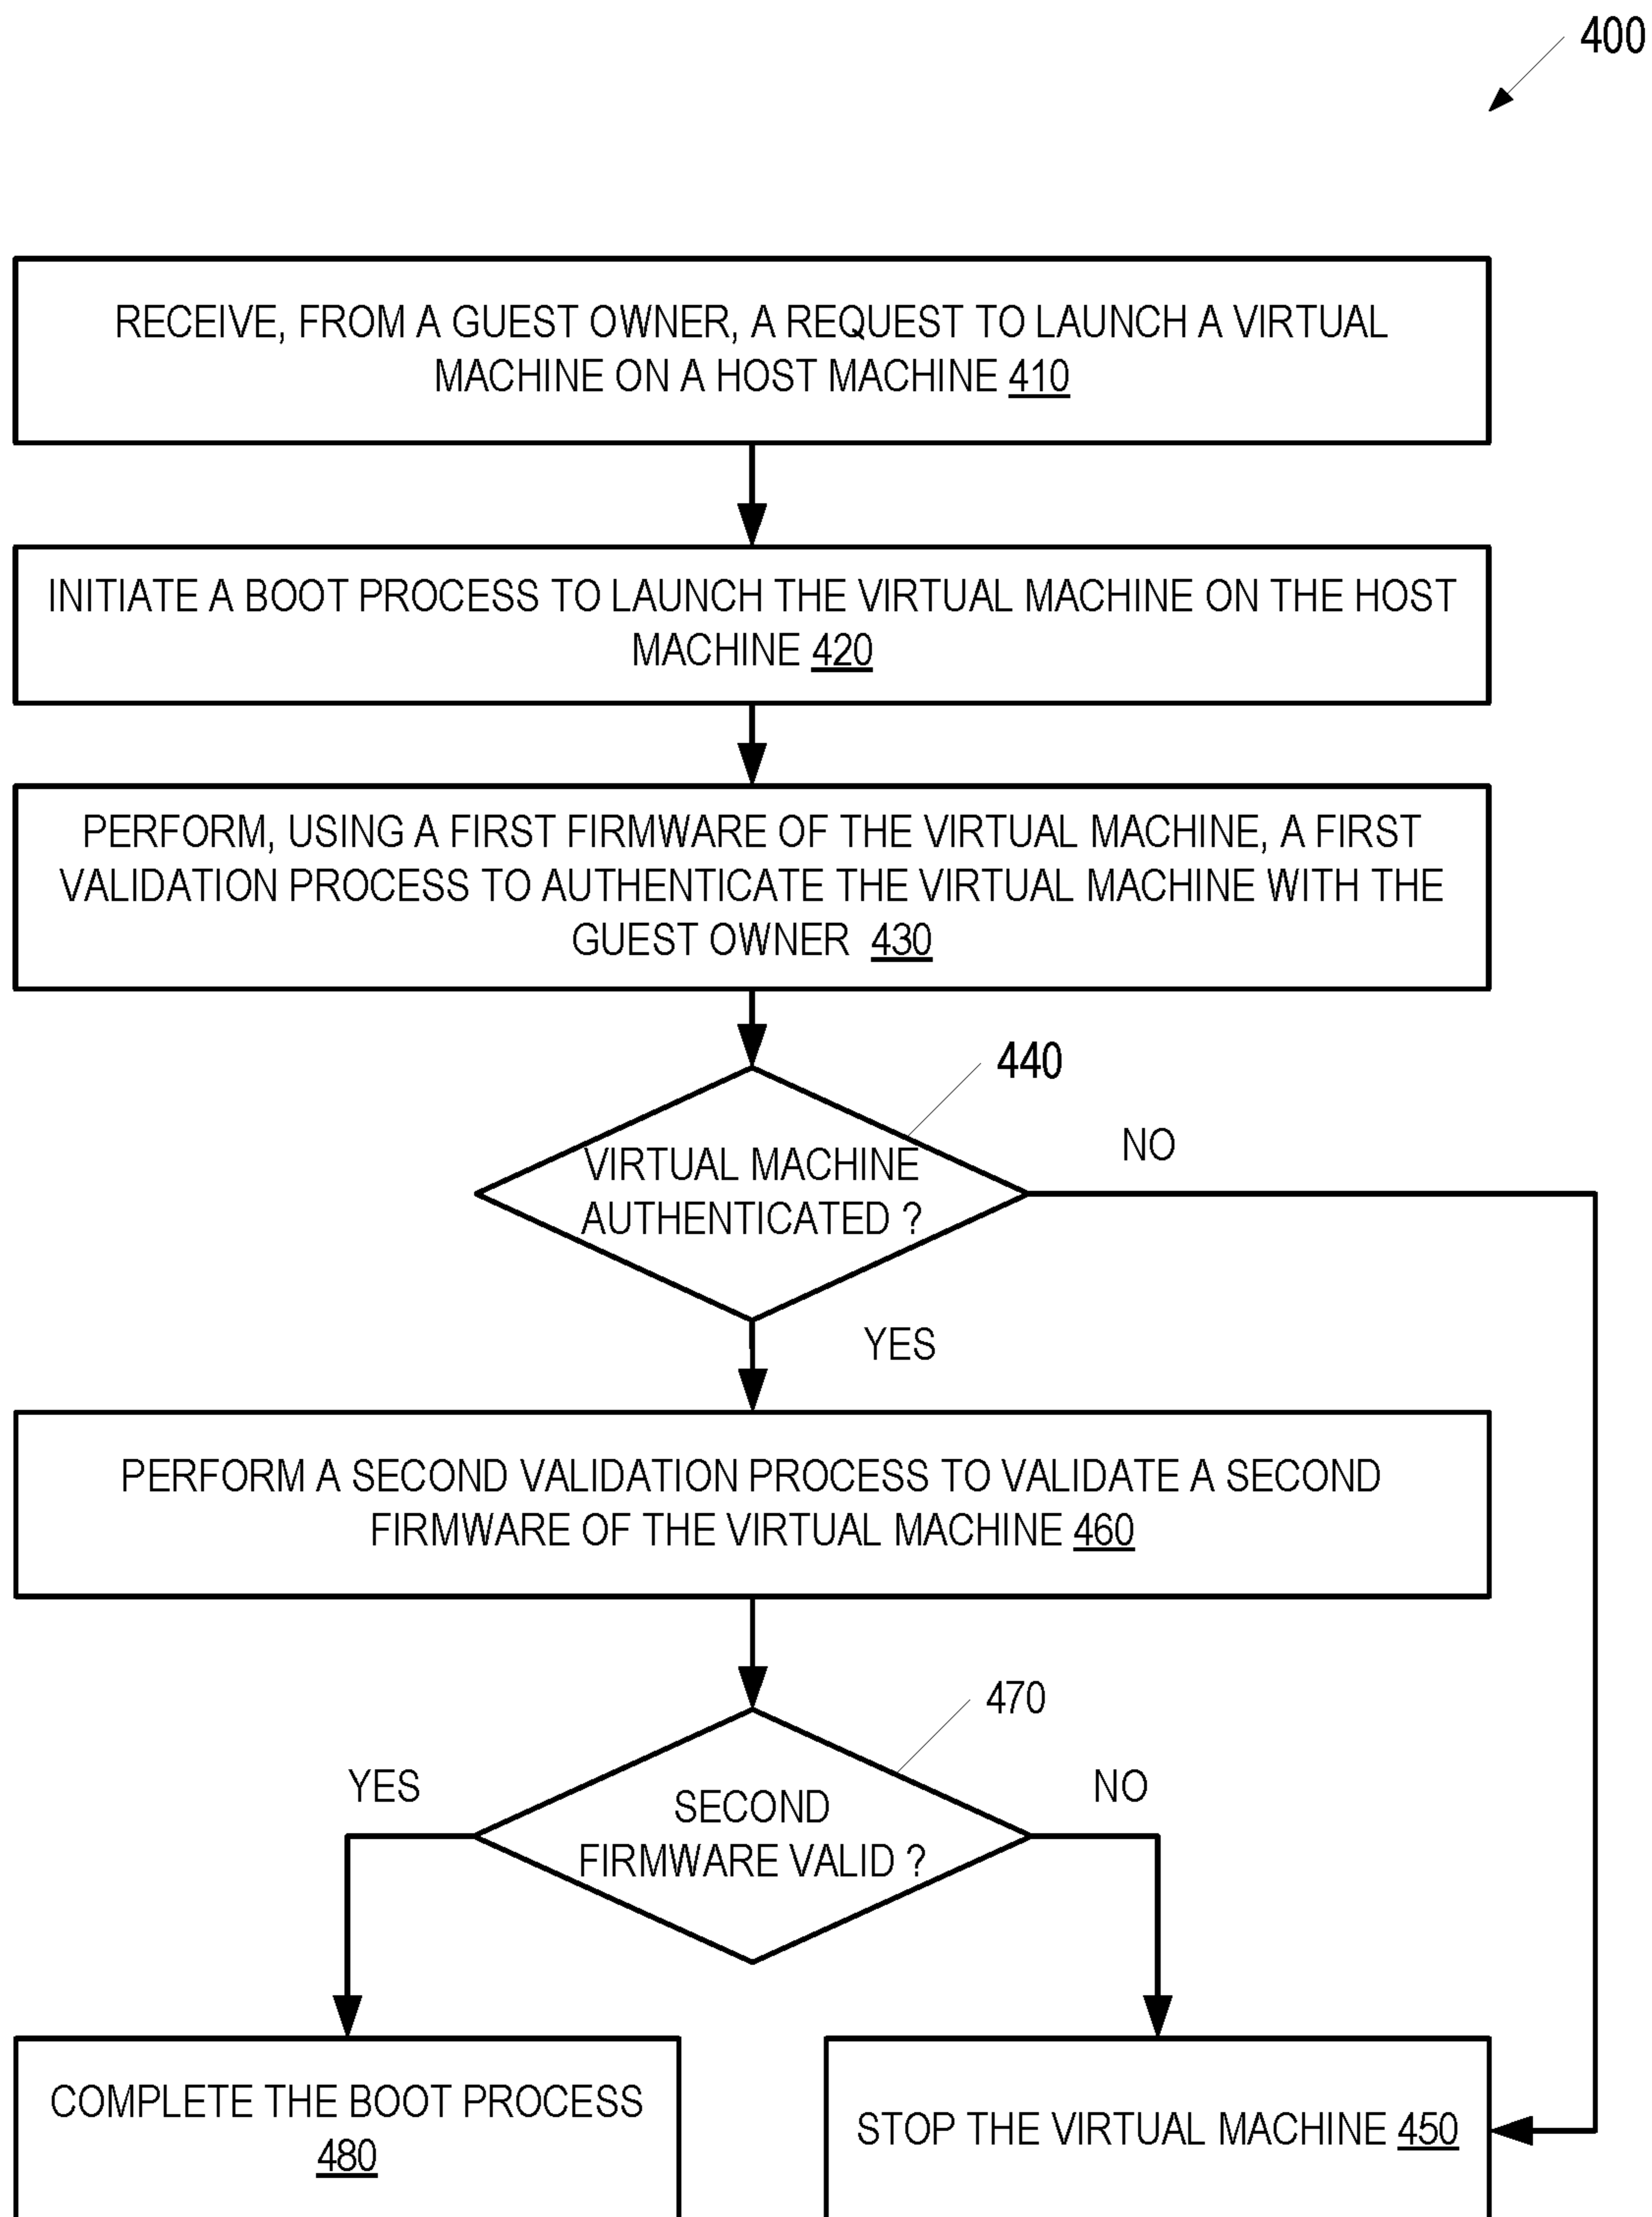 400
RECEIVE, FROM A GUEST OWNER, A REQUEST TO LAUNCH A VIRTUAL
MACHINE ON A HOST MACHINE 410
INITIATE A BOOT PROCESS TO LAUNCH THE VIRTUAL MACHINE ON THE HOST
MACHINE 420
PERFORM, USING A FIRST FIRMWARE OF THE VIRTUAL MACHINE, A FIRST
VALIDATION PROCESS TO AUTHENTICATE THE VIRTUAL MACHINE WITH THE
GUEST OWNER 430
440
VIRTUAL MACHINE
AUTHENTICATED ?
NO
YES
PERFORM A SECOND VALIDATION PROCESS TO VALIDATE A SECOND
FIRMWARE OF THE VIRTUAL MACHINE 460
470
YES
SECOND
FIRMWARE VALID ?
NO
COMPLETE THE BOOT PROCESS
480
STOP THE VIRTUAL MACHINE 450